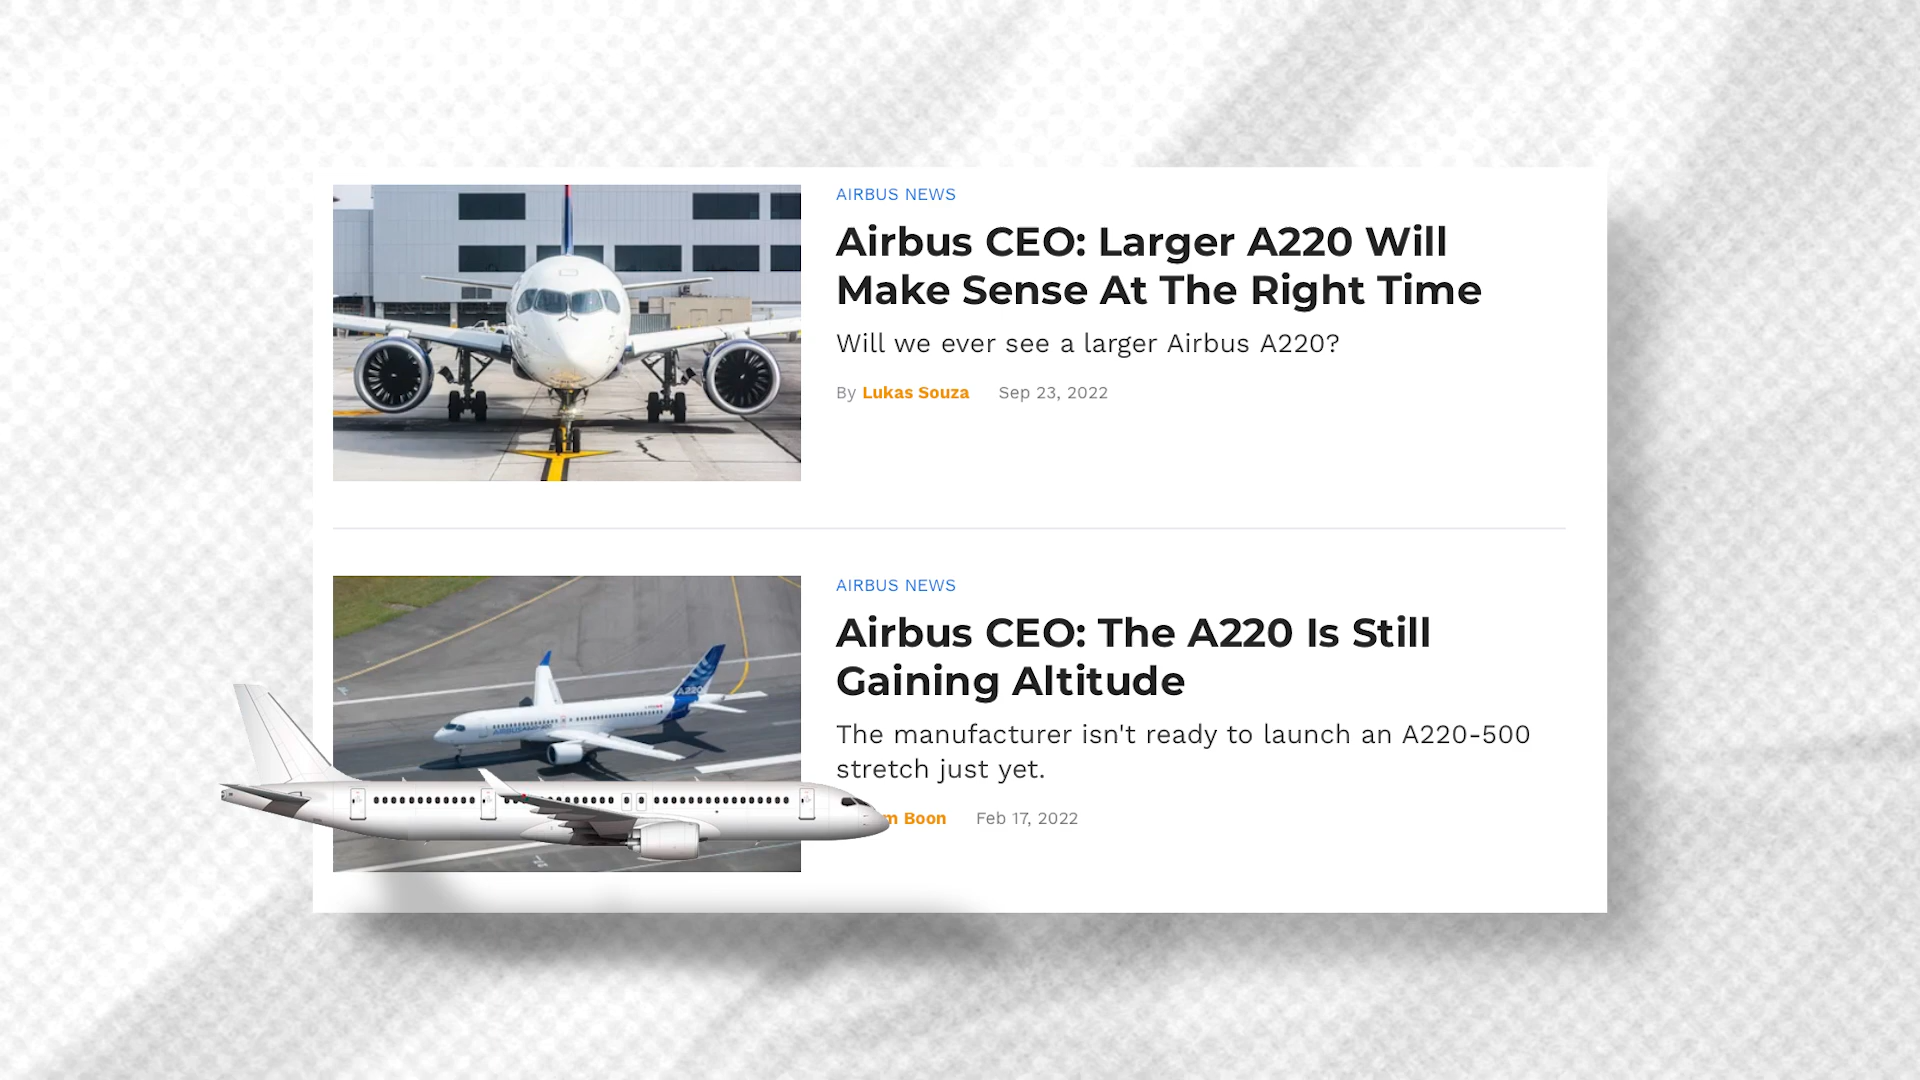 AIRBUS NEWS
Airbus CEO: Larger A220 Will
Make Sense At The Right Time
Will we ever see a larger Airbus A220?
By Lukas Souza Sep 23, 2022
AIRBUS NEWS
Airbus CEO: The A220 Is Still
Gaining Altitude
The manufacturer isn't ready to launch an A220-500
stretch just yet.
Boon Feb 17, 2022
A220
AIRBUS